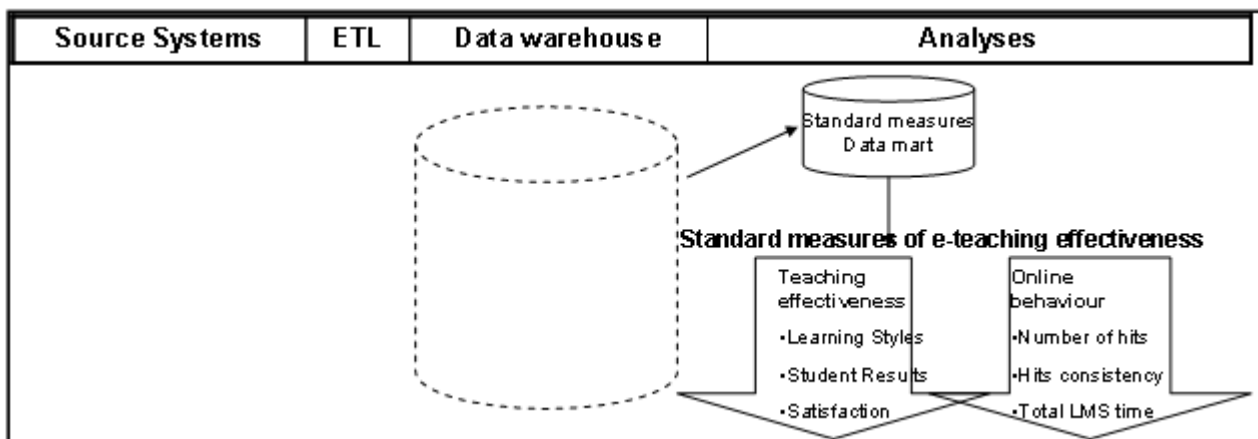 Source Systems
ETL
Data warehouse
Analyses
Standard measures
Data mart
Standard measures of e-teaching effectiveness
Teaching
effectiveness
•Learning Styles
•Student Results
•Satisfaction
Online
behaviour
•Number of hits
•Hits consistency
•Total LMS time